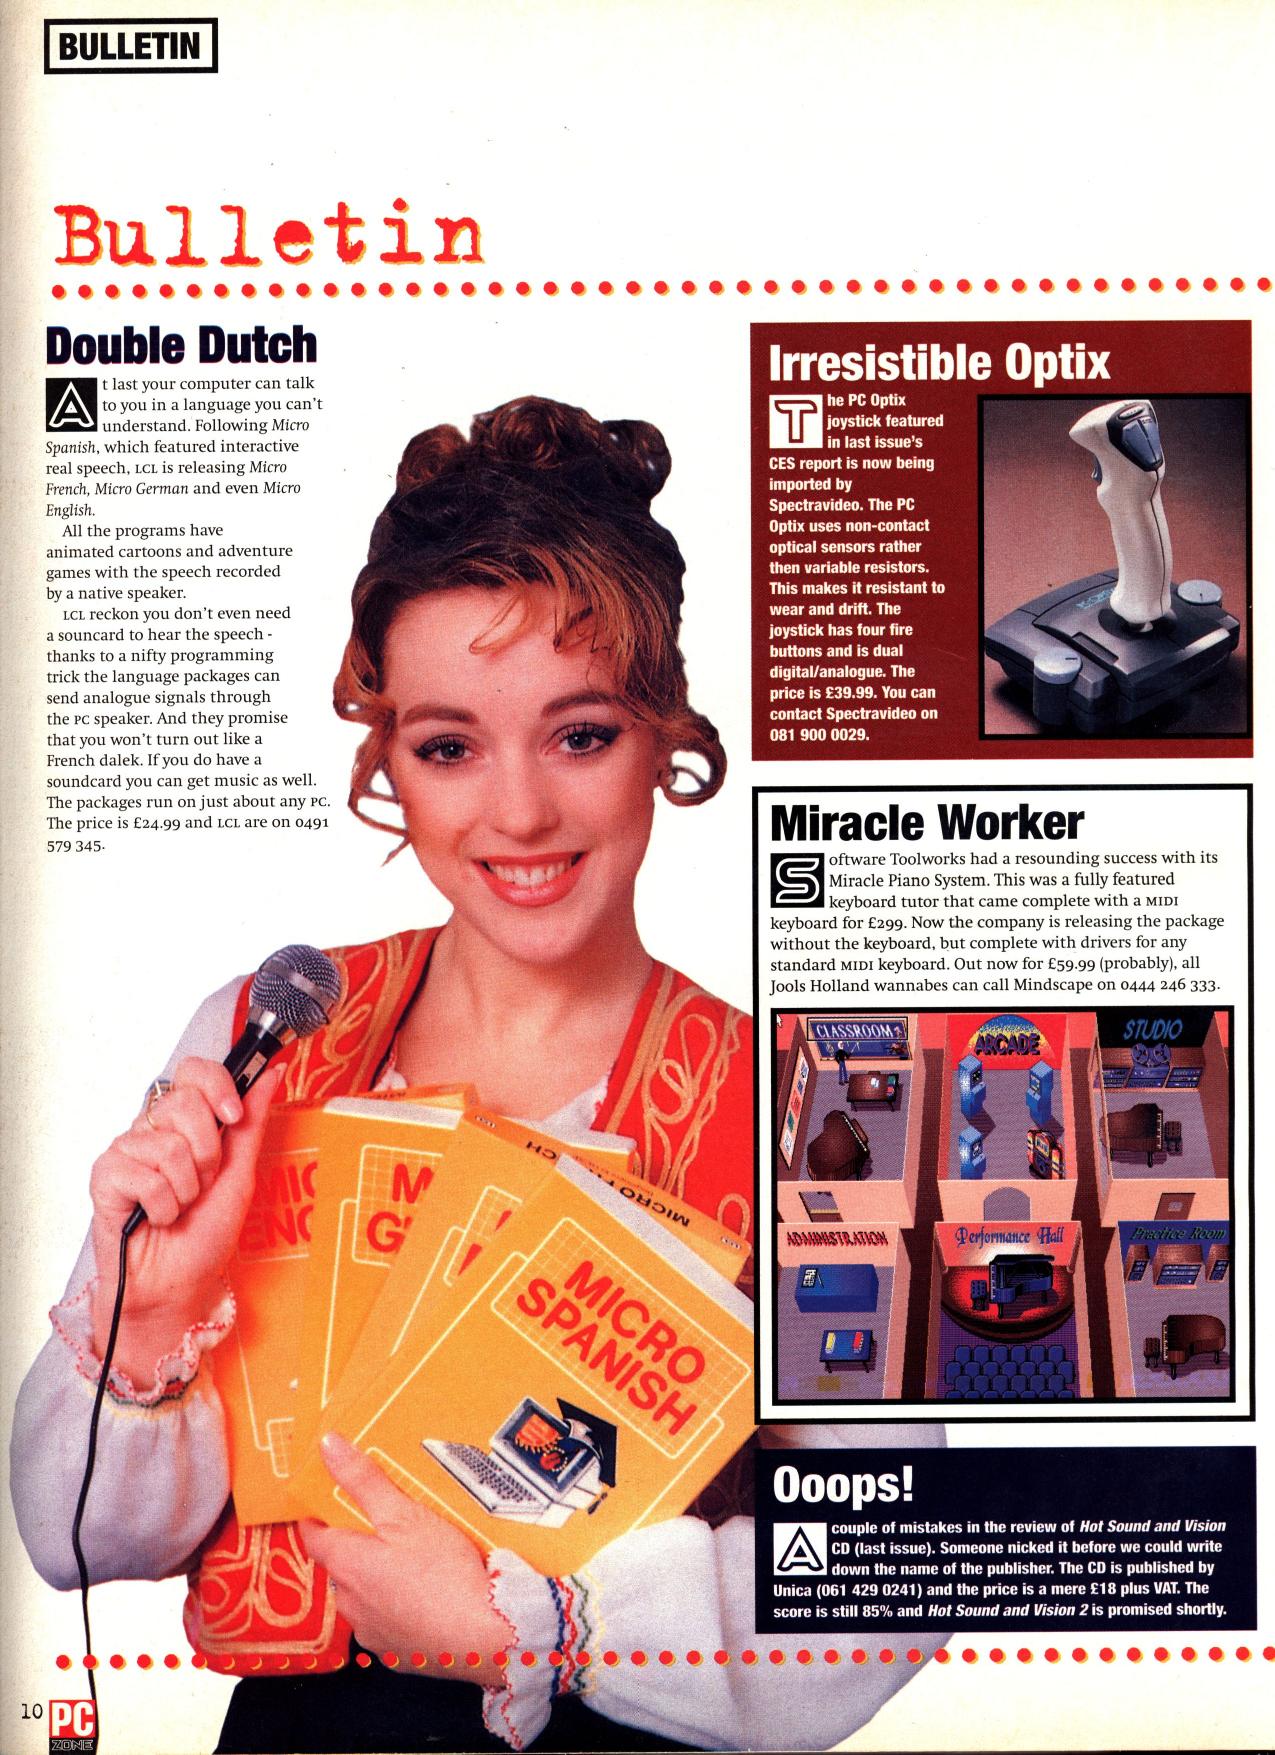 BULLETIN
Bulletin
Double Dutch
At last your computer can talk
to you in a language you can't
understand. Following Micro
Spanish, which featured interactive
real speech, LCL is releasing Micro
French, Micro German and even Micro
English.
All the programs have
animated cartoons and adventure
games with the speech recorded
by a native speaker.
LCL reckon you don't even need
a souncard to hear the speech -
thanks to a nifty programming
trick the language packages can
send analogue signals through
the PC speaker. And they promise
that you won't turn out like a
French dalek. If you do have a
soundcard you can get music as well.
The packages run on just about any PC.
The price is £24.99 and LCL are on 0491
579 345.
MICRO
SPANISH
Irresistible Optix
The PC Optix
joystick featured
in last issue's
CES report is now being
imported by
Spectravideo. The PC
Optix uses non-contact
optical sensors rather
then variable resistors.
This makes it resistant to
wear and drift. The
joystick has four fire
buttons and is dual
digital/analogue. The
price is £39.99. You can
contact Spectravideo on
081 900 0029.
Miracle Worker
Software Toolworks had a resounding success with its
Miracle Piano System. This was a fully featured
keyboard tutor that came complete with a MIDI
keyboard for £299. Now the company is releasing the package
without the keyboard, but complete with drivers for any
standard MIDI keyboard. Out now for £59.99 (probably), all
Jools Holland wannabes can call Mindscape on 0444 246 333.
CLASSROOM
ARCADE
STUDIO
ADMINISTRATION
Performance Hall
Practice Room
Ooops!
A couple of mistakes in the review of Hot Sound and Vision
CD (last issue). Someone nicked it before we could write
down the name of the publisher. The CD is published by
Unica (061 429 0241) and the price is a mere £18 plus VAT. The
score is still 85% and Hot Sound and Vision 2 is promised shortly.
10
PC
ZONE